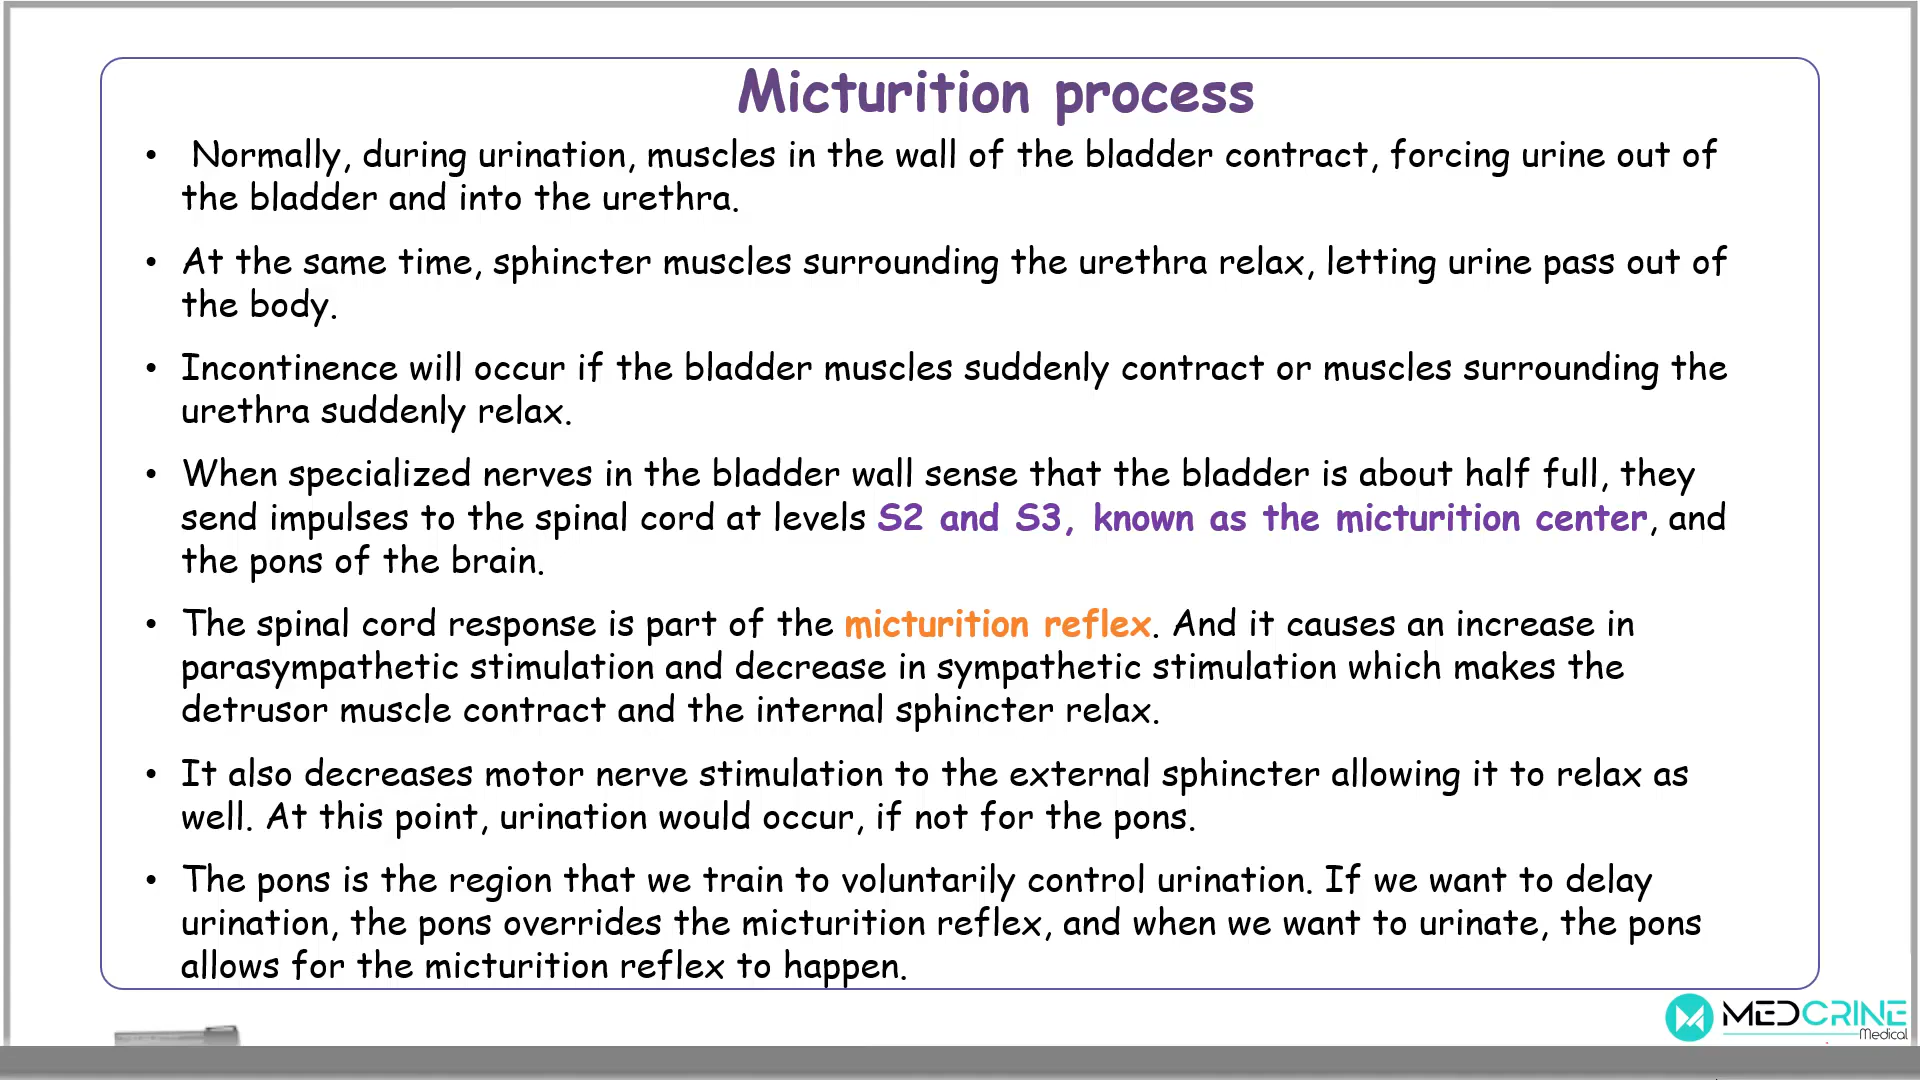 Micturition process
• Normally, during urination, muscles in the wall of the bladder contract, forcing urine out of
the bladder and into the urethra.
• At the same time, sphincter muscles surrounding the urethra relax, letting urine pass out of
the body.
• Incontinence will occur if the bladder muscles suddenly contract or muscles surrounding the
urethra suddenly relax.
• When specialized nerves in the bladder wall sense that the bladder is about half full, they
send impulses to the spinal cord at levels S2 and S3, known as the micturition center, and
the pons of the brain.
• The spinal cord response is part of the micturition reflex. And it causes an increase in
parasympathetic stimulation and decrease in sympathetic stimulation which makes the
detrusor muscle contract and the internal sphincter relax.
• It also decreases motor nerve stimulation to the external sphincter allowing it to relax as
well. At this point, urination would occur, if not for the pons.
• The pons is the region that we train to voluntarily control urination. If we want to delay
urination, the pons overrides the micturition reflex, and when we want to urinate, the pons
allows for the micturition reflex to happen.
MEDCRINE
Medical